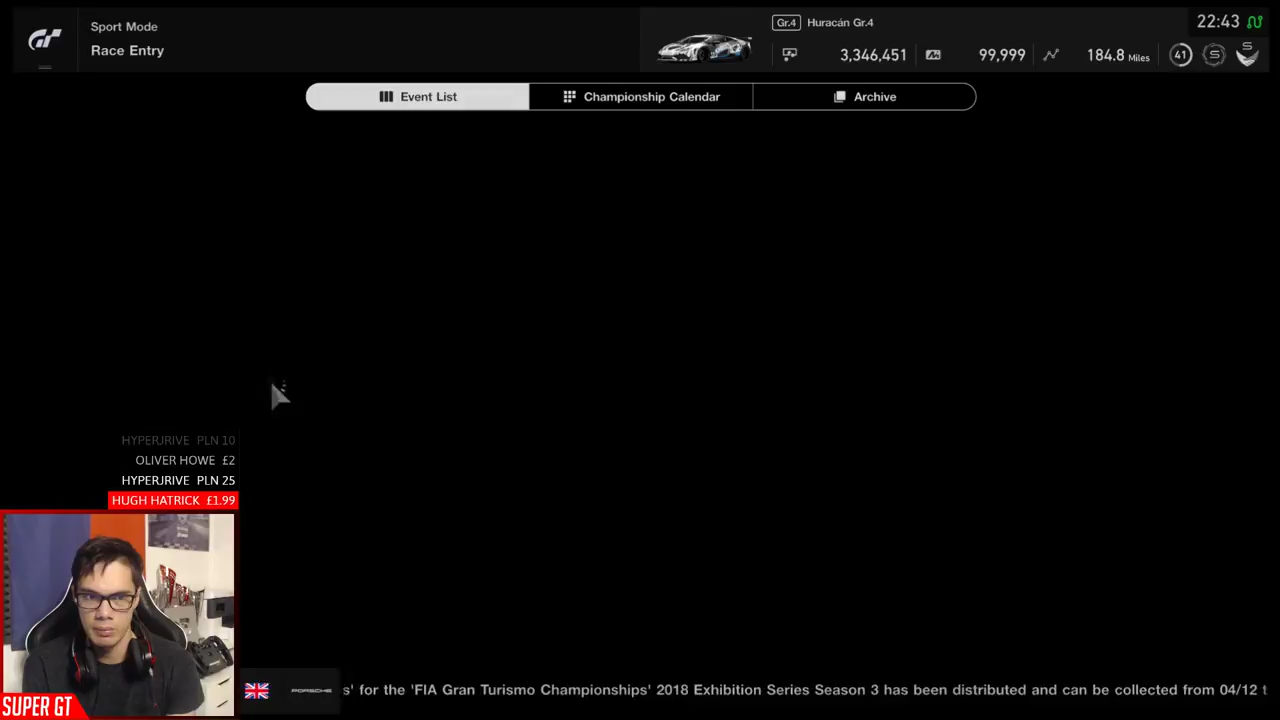 Sport Mode
Race Entry
Gr.4 Huracán Gr.4
22:43
3,346,451
99,999
184.8 Miles
41
S
S
Event List
Championship Calendar
Archive
HYPERJRIVE PLN 10
OLIVER HOWE £2
HYPERJRIVE PLN 25
HUGH HATRICK £1.99
SUPER GT
PORSCHE
s' for the 'FIA Gran Turismo Championships' 2018 Exhibition Series Season 3 has been distributed and can be collected from 04/12 t